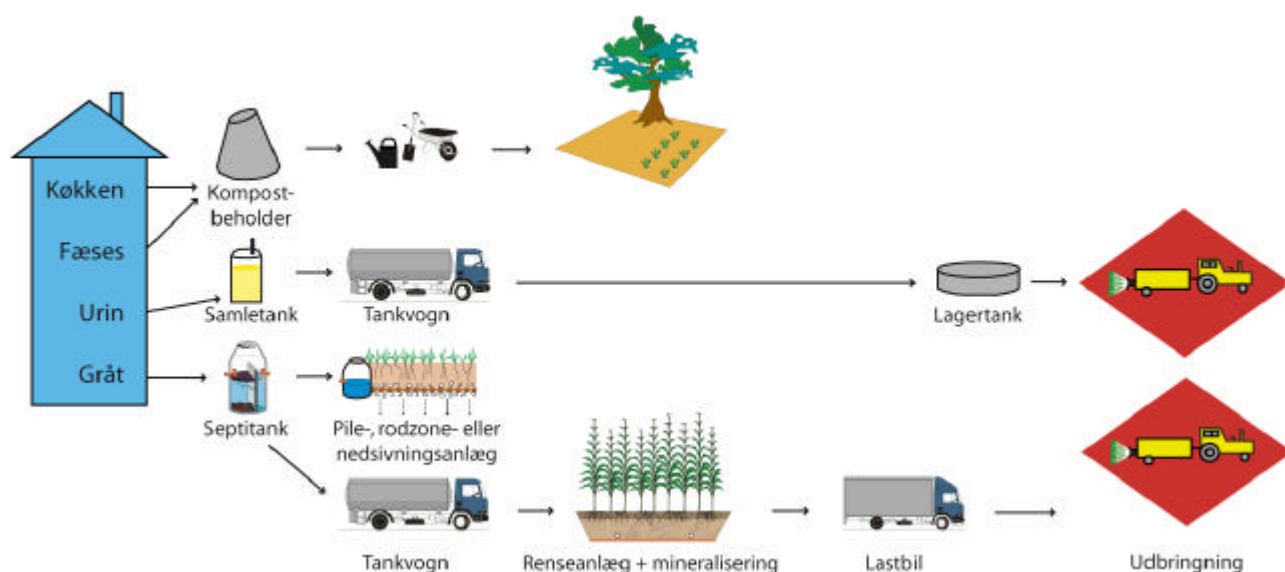 Køkken
Fæses
Urin
Gråt
Kompost-
beholder
Samletank
Tankvogn
Lagertank
Septitank
Pile-, rodzone- eller
nedsivningsanlæg
Tankvogn
Renseanlæg + mineralisering
Lastbil
Udbringning